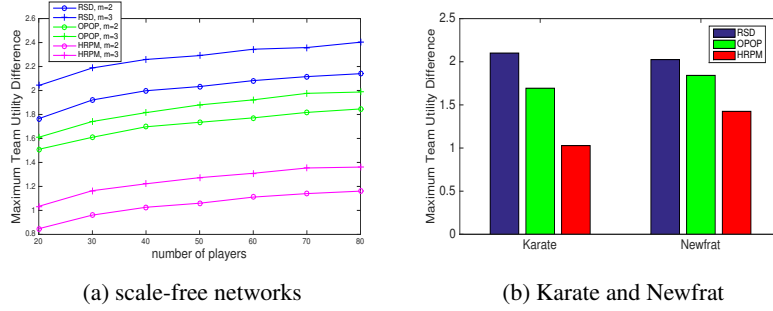 RSD, m=2
RSD, m=3
OPOP, m=2
OPOP, m=3
HRPM, m=2
HRPM, m=3
Maximum Team Utility Difference
2.6
2.4
2.2
2
1.8
1.6
1.4
1.2
1
0.8
20 30 40 50 60 70 80
number of players
(a) scale-free networks
RSD
OPOP
HRPM
Maximum Team Utility Difference
2.5
2
1.5
1
0.5
0
Karate Newfrat
(b) Karate and Newfrat